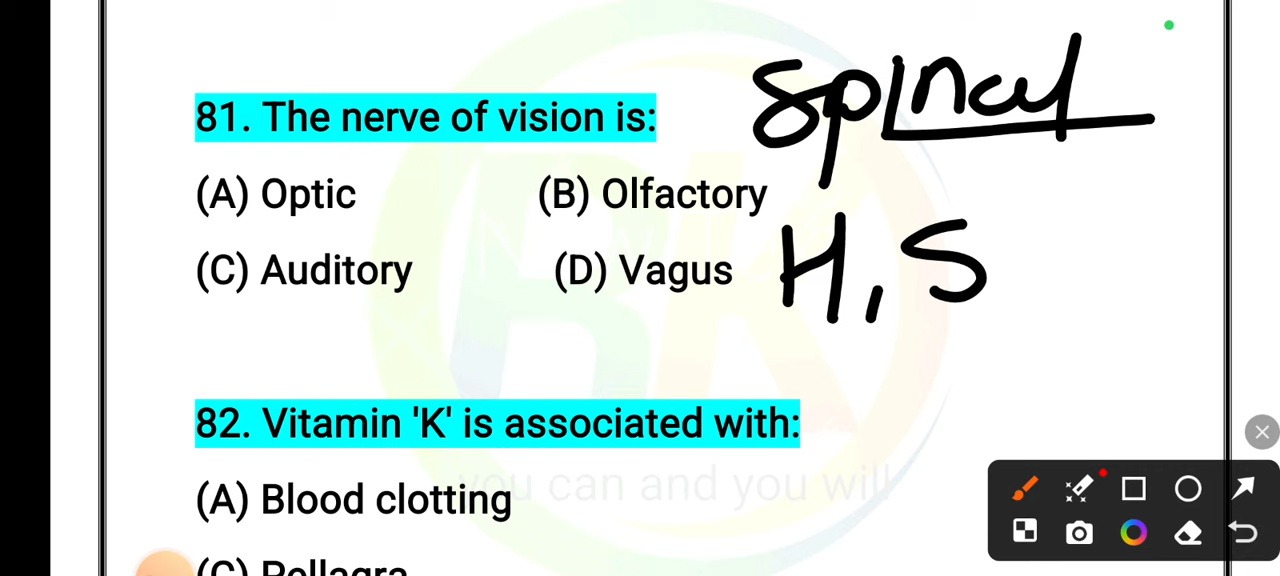 spinal
81. The nerve of vision is:
(A) Optic (B) Olfactory
(C) Auditory (D) Vagus H, S
82. Vitamin 'K' is associated with:
you can and you will
(A) Blood clotting
(C) Pellagra